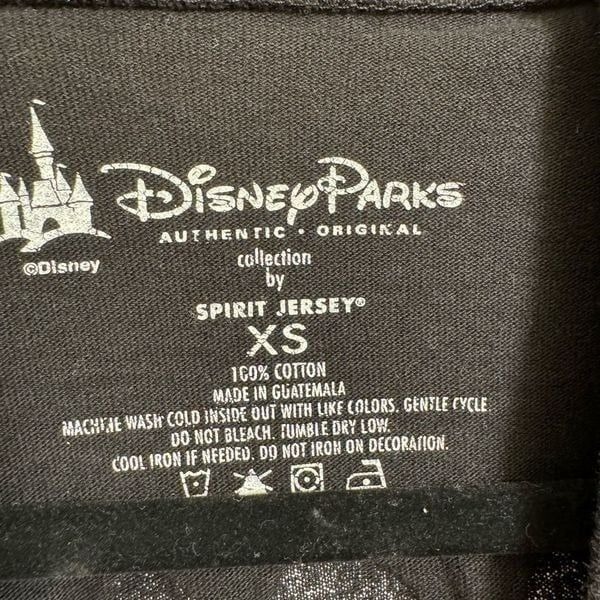 Disney Parks
AUTHENTIC • ORIGINAL
©Disney
collection
by
SPIRIT JERSEY®
XS
100% COTTON
MADE IN GUATEMALA
MACHINE WASH COLD INSIDE OUT WITH LIKE COLORS. GENTLE CYCLE.
DO NOT BLEACH. TUMBLE DRY LOW.
COOL IRON IF NEEDED. DO NOT IRON ON DECORATION.